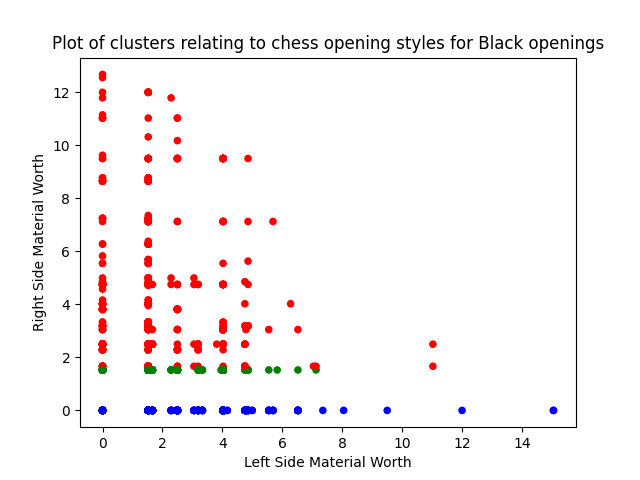 Plot of clusters relating to chess opening styles for Black openings
12
10
8
6
4
2
0
Right Side Material Worth
0 2 4 6 8 10 12 14
Left Side Material Worth